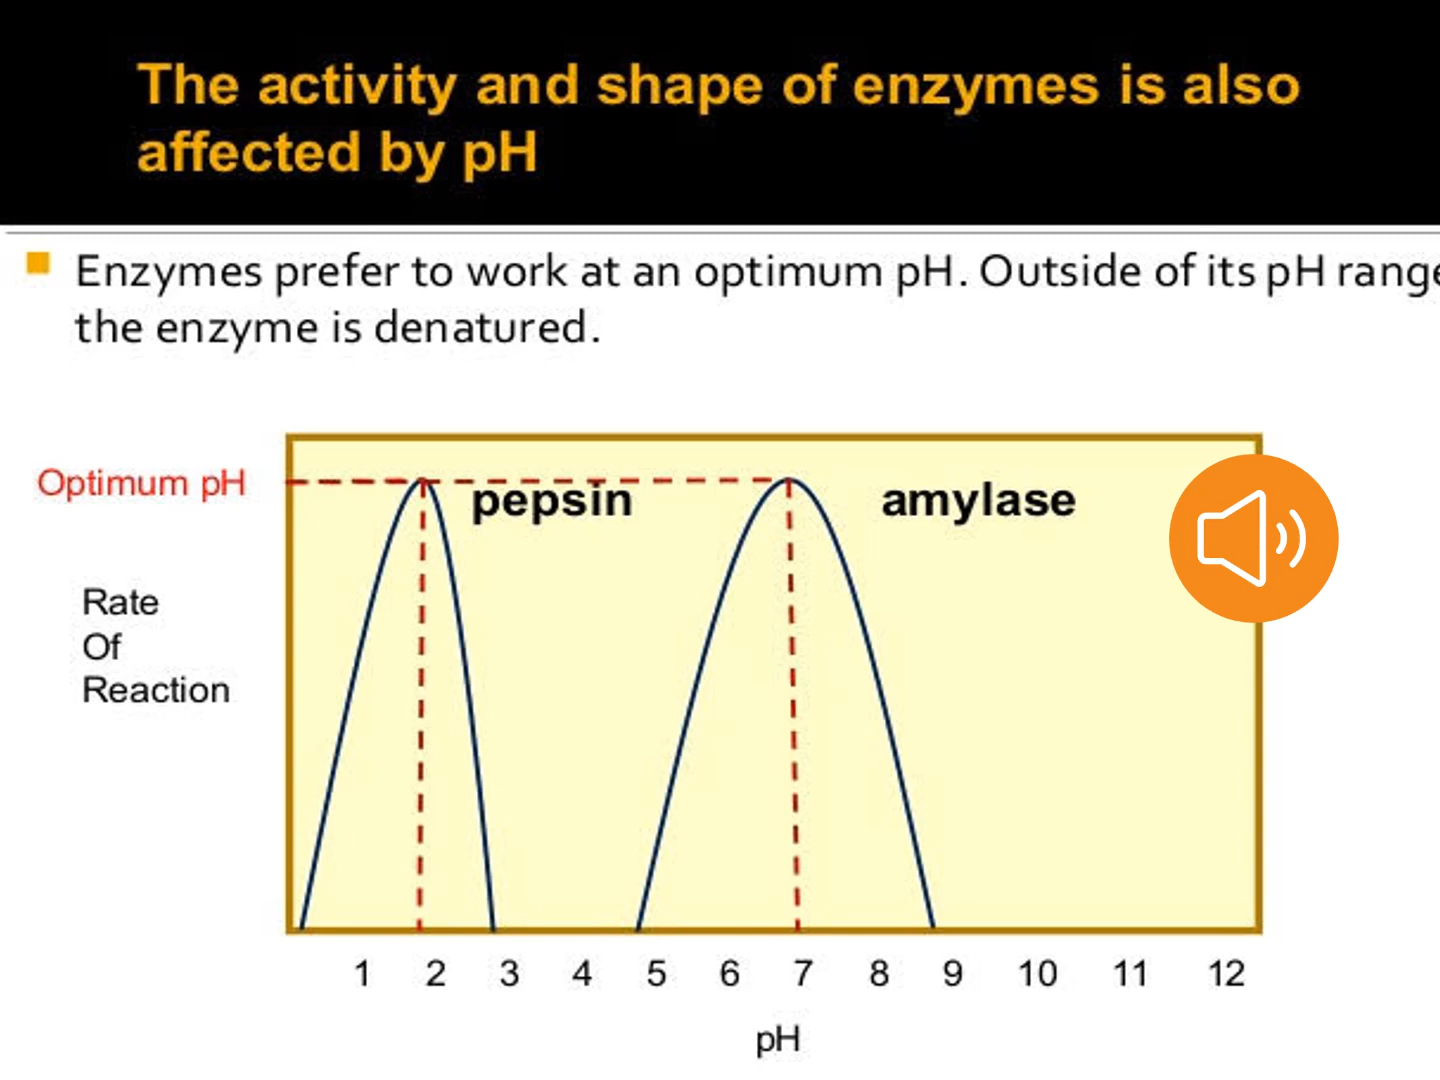 The activity and shape of enzymes is also
affected by pH
Enzymes prefer to work at an optimum pH. Outside of its pH range
the enzyme is denatured.
Optimum pH
pepsin
amylase
Rate
Of
Reaction
1 2 3 4 5 6 7 8 9 10 11 12
pH